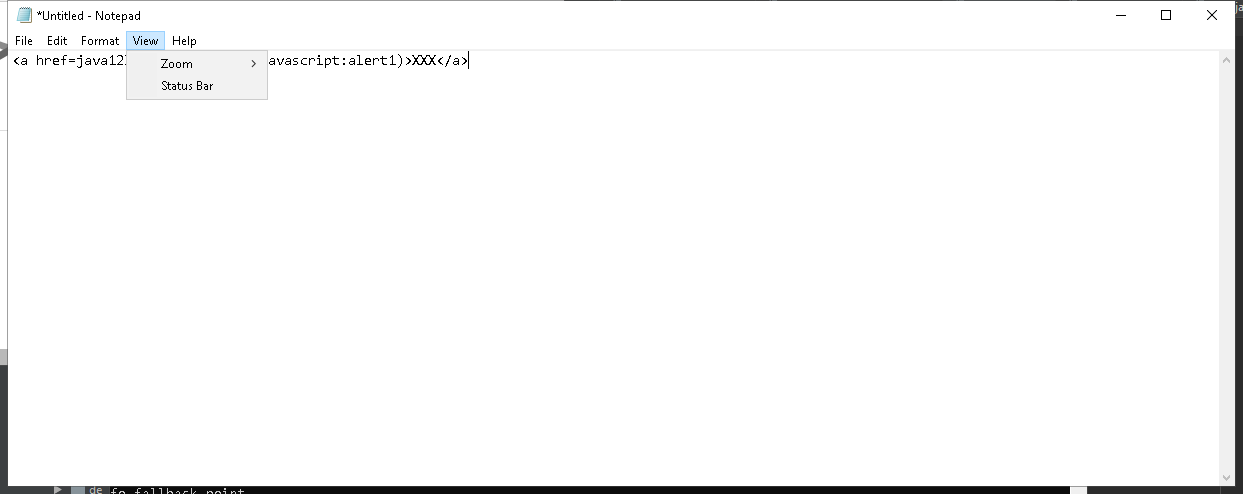 *Untitled - Notepad
File Edit Format View Help
<a href=java12 avascript:alert1)>XXX</a>
Zoom
Status Bar
de fo fallback point
ja